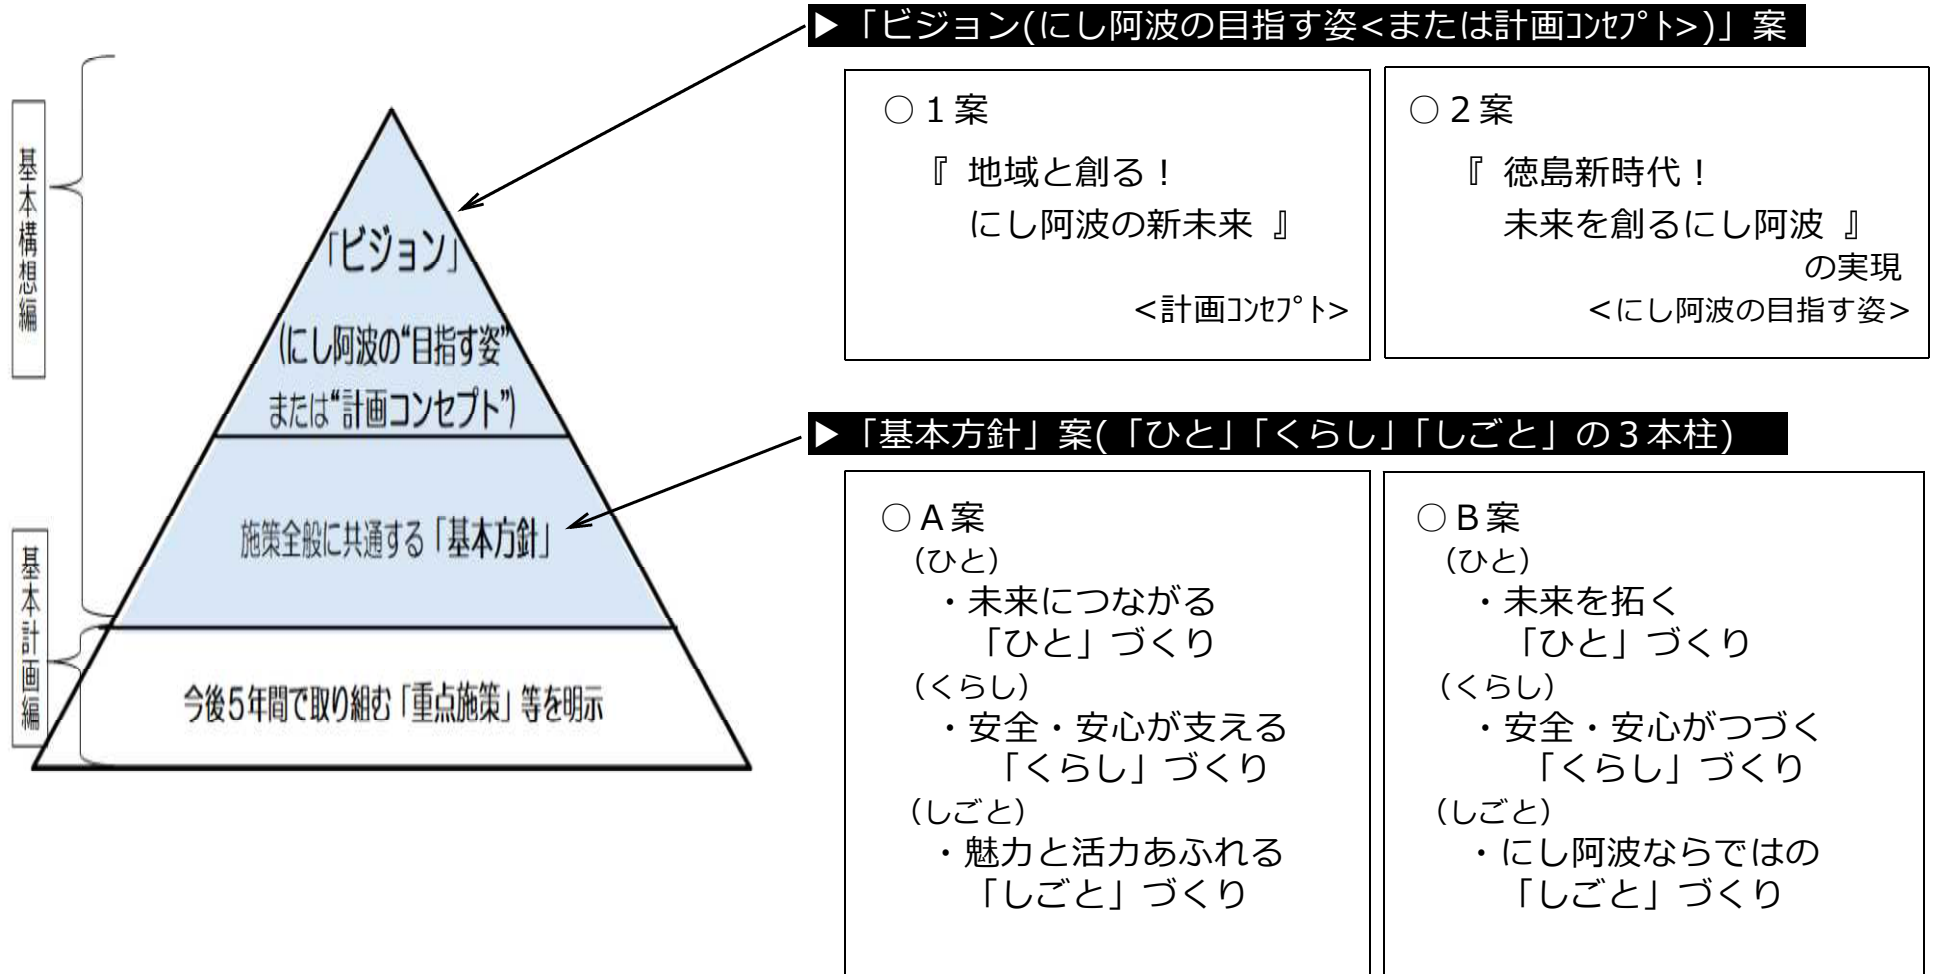 基本構想編
基本計画編
「ビジョン」
(にし阿波の“目指す姿”
または“計画コンセプト”)
施策全般に共通する「基本方針」
今後5年間で取り組む「重点施策」等を明示
▶「ビジョン(にし阿波の目指す姿<または計画ｺﾝｾﾌﾟﾄ>)」案
○１案
『 地域と創る！
にし阿波の新未来 』
<計画ｺﾝｾﾌﾟﾄ>
○２案
『 徳島新時代！
未来を創るにし阿波 』
の実現
<にし阿波の目指す姿>
▶「基本方針」案(「ひと」「くらし」「しごと」の３本柱)
○Ａ案
（ひと）
・未来につながる
「ひと」づくり
（くらし）
・安全・安心が支える
「くらし」づくり
（しごと）
・魅力と活力あふれる
「しごと」づくり
○Ｂ案
（ひと）
・未来を拓く
「ひと」づくり
（くらし）
・安全・安心がつづく
「くらし」づくり
（しごと）
・にし阿波ならではの
「しごと」づくり